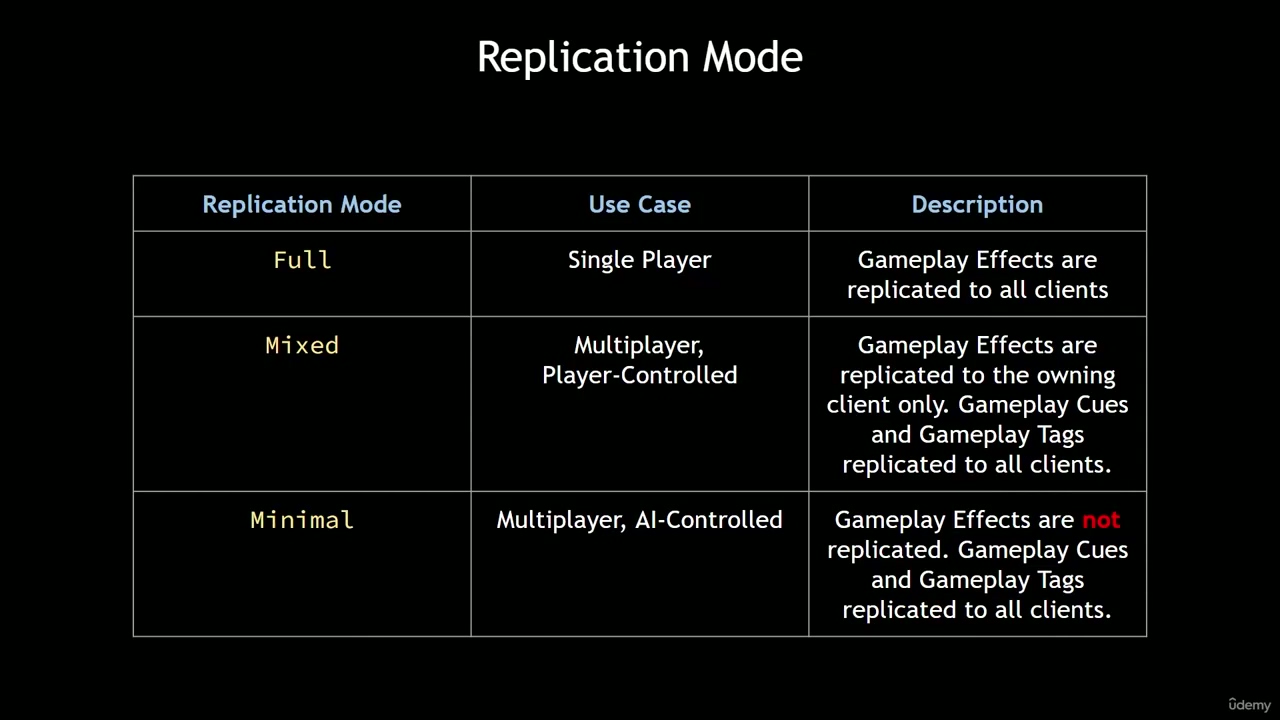 Replication Mode
Replication Mode
Use Case
Description
Full
Single Player
Gameplay Effects are
replicated to all clients
Mixed
Multiplayer,
Player-Controlled
Gameplay Effects are
replicated to the owning
client only. Gameplay Cues
and Gameplay Tags
replicated to all clients.
Minimal
Multiplayer, AI-Controlled
Gameplay Effects are not
replicated. Gameplay Cues
and Gameplay Tags
replicated to all clients.
ûdemy